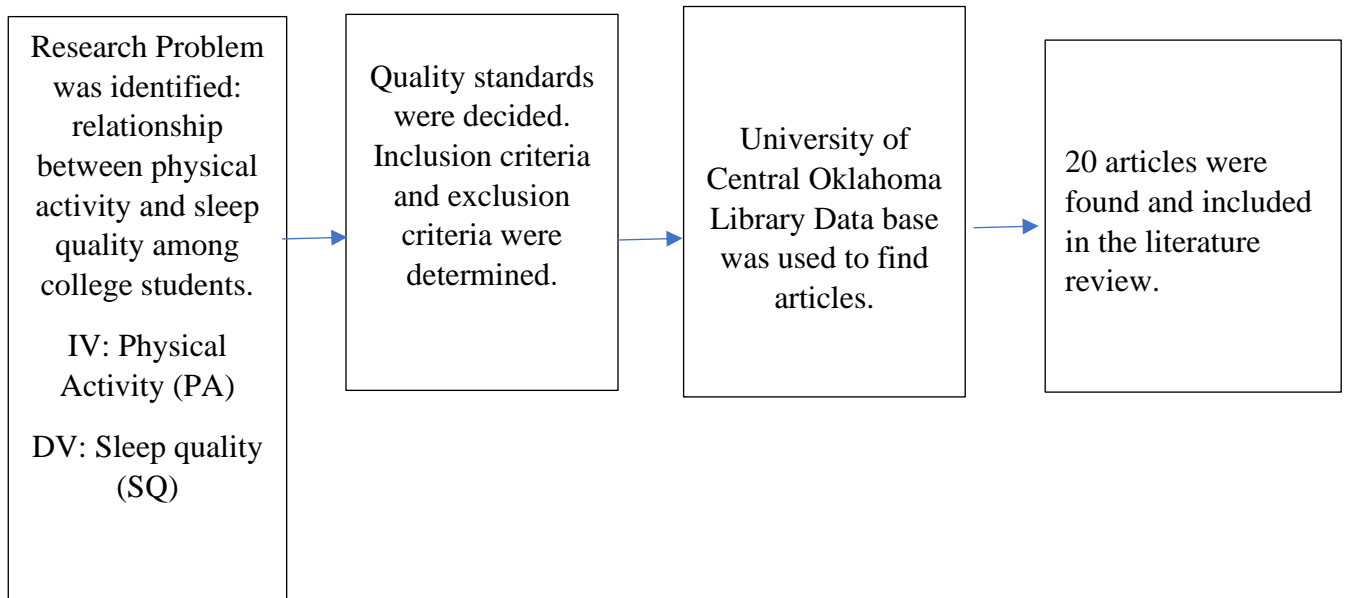 Research Problem
was identified:
relationship
between physical
activity and sleep
quality among
college students.
IV: Physical
Activity (PA)
DV: Sleep quality
(SQ)
Quality standards
were decided.
Inclusion criteria
and exclusion
criteria were
determined.
University of
Central Oklahoma
Library Data base
was used to find
articles.
20 articles were
found and included
in the literature
review.